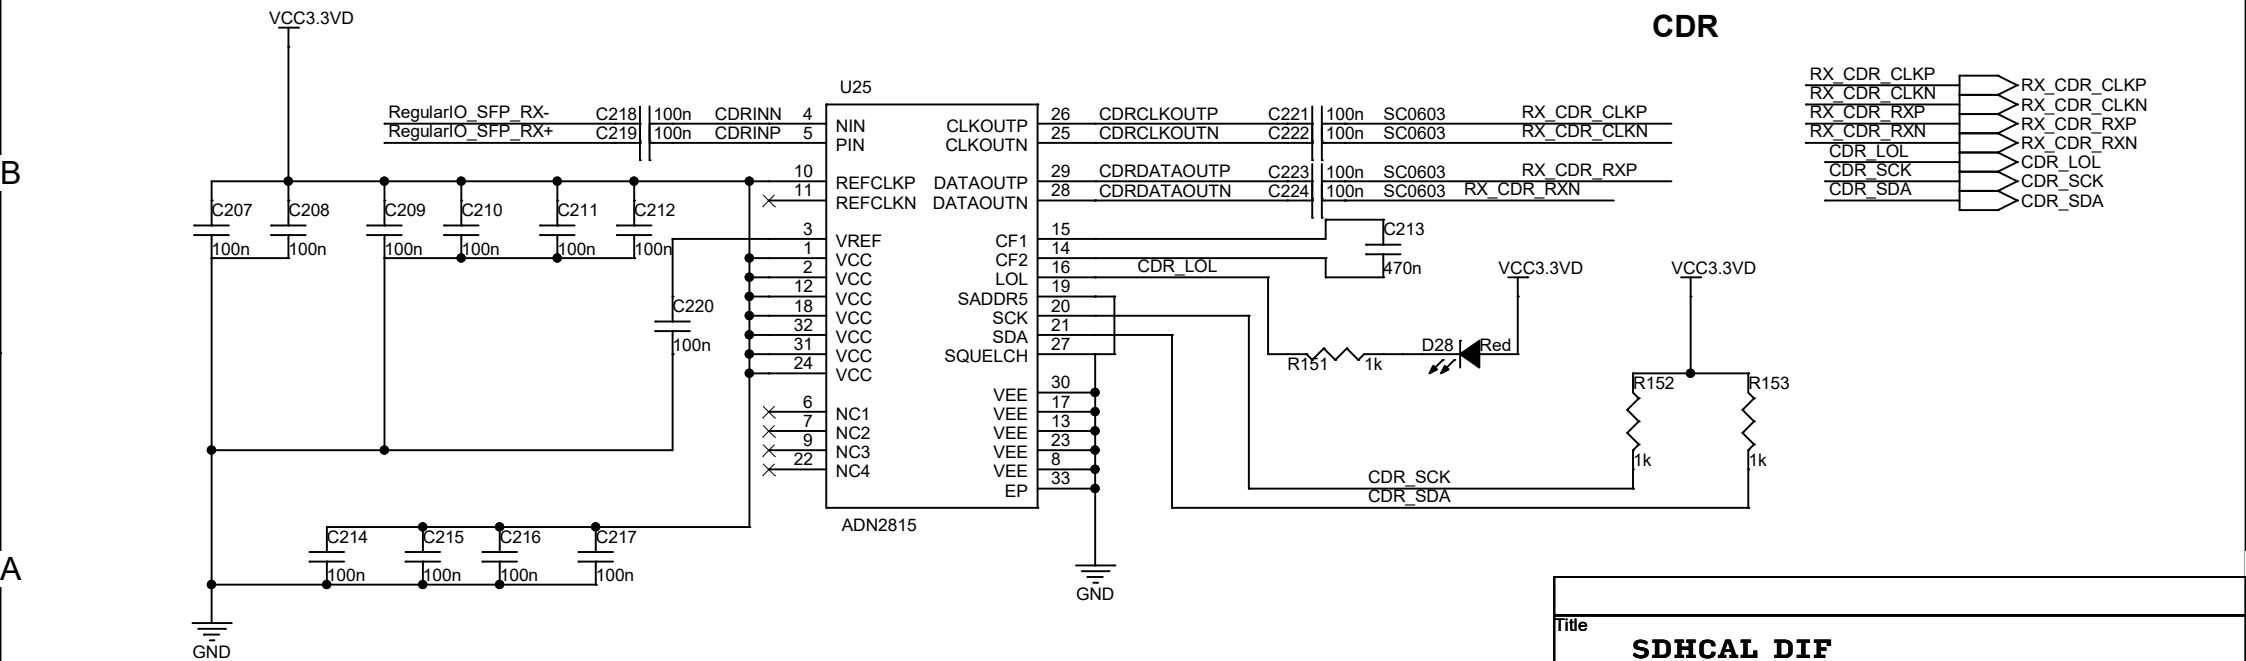 VCC3.3VD
CDR
U25
RegularIO_SFP_RX- C218 100n CDRINN 4
RegularIO_SFP_RX+ C219 100n CDRINP 5
NIN
PIN
10 REFCLKP
11 REFCLKN
3 VREF
1 VCC
2 VCC
12 VCC
18 VCC
32 VCC
31 VCC
24 VCC
6 NC1
7 NC2
9 NC3
22 NC4
CLKOUTP 26 CDRCLKOUTP C221 100n SC0603 RX_CDR_CLKP
CLKOUTN 25 CDRCLKOUTN C222 100n SC0603 RX_CDR_CLKN
DATAOUTP 29 CDRDATAOUTP C223 100n SC0603 RX_CDR_RXP
DATAOUTN 28 CDRDATAOUTN C224 100n SC0603 RX_CDR_RXN
CF1 15
CF2 14
LOL 16 CDR_LOL
SADDR5 19
SCK 20
SDA 21
SQUELCH 27
VEE 30
VEE 17
VEE 13
VEE 23
VEE 8
EP 33
ADN2815
C213
470n
RX_CDR_CLKP RX_CDR_CLKP
RX_CDR_CLKN RX_CDR_CLKN
RX_CDR_RXP RX_CDR_RXP
RX_CDR_RXN RX_CDR_RXN
CDR_LOL CDR_LOL
CDR_SCK CDR_SCK
CDR_SDA CDR_SDA
B
C207 C208 C209 C210 C211 C212
100n 100n 100n 100n 100n 100n
C220
100n
VCC3.3VD VCC3.3VD
R151 1k D28 Red
R152 R153
1k 1k
CDR_SCK
CDR_SDA
A
C214 C215 C216 C217
100n 100n 100n 100n
GND
GND
Title
SDHCAL DIF